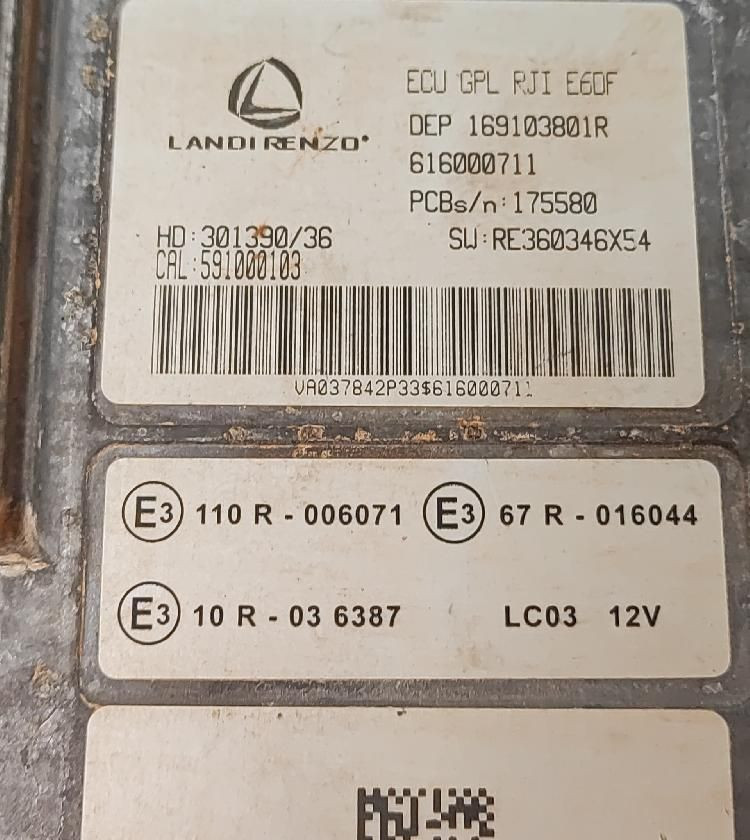 LANDIRENZO®
ECU GPL RJI E6DF
DEP 169103801R
616000711
PCBs/n:175580
HD:301390/36
SW:RE360346X54
CAL:591000103
VA037842P33$616000711
E3 110 R - 006071
E3 67 R - 016044
E3 10 R - 03 6387
LC03 12V